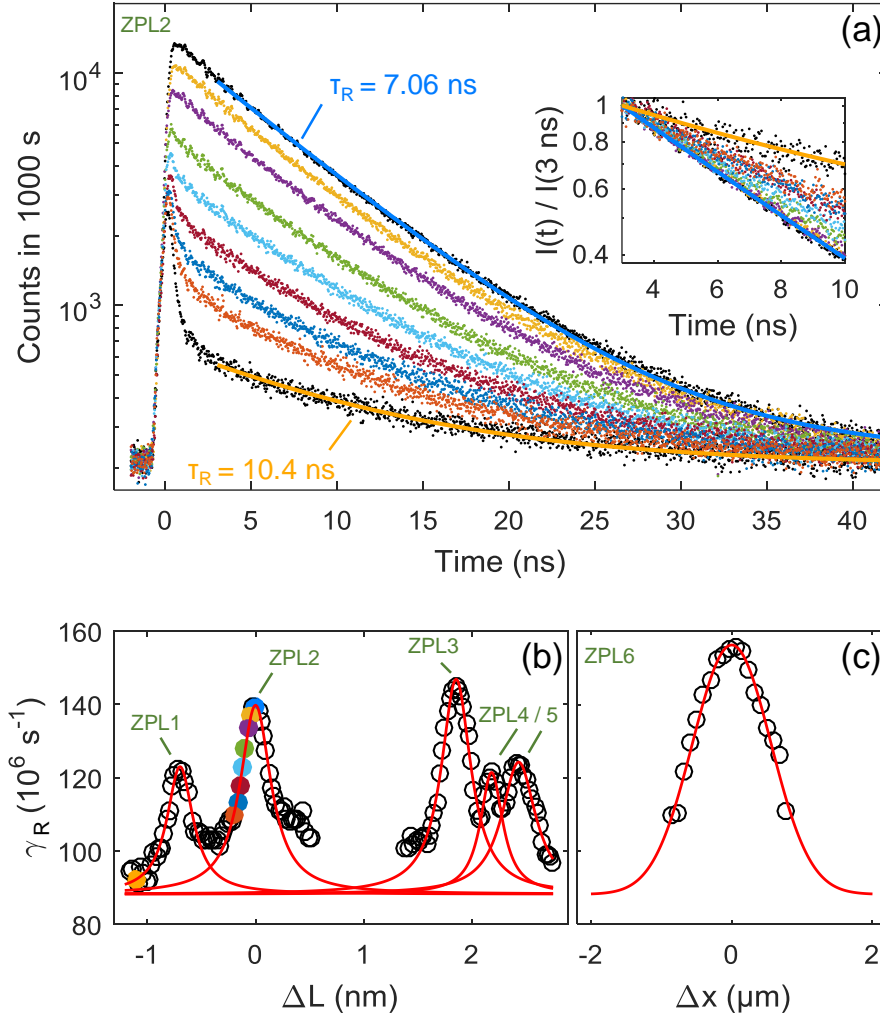 ZPL2
(a)
10⁴
10³
Counts in 1000 s
τ_R = 7.06 ns
τ_R = 10.4 ns
0 5 10 15 20 25 30 35 40
Time (ns)
1
0.8
0.6
0.4
I(t) / I(3 ns)
4 6 8 10
Time (ns)
(b)
160
140
120
100
80
γ_R (10⁶ s⁻¹)
ZPL1
ZPL2
ZPL3
ZPL4 / 5
-1 0 1 2
ΔL (nm)
ZPL6
(c)
-2 0 2
Δx (μm)